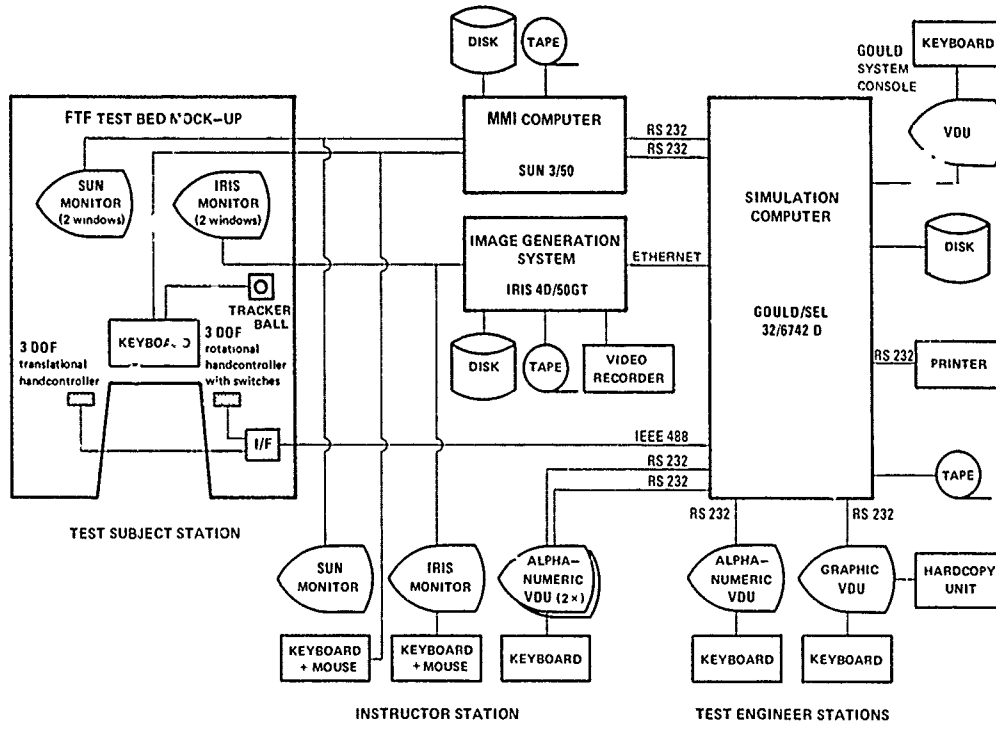 DISK
TAPE
GOULD
SYSTEM
CONSOLE
KEYBOARD
VDU
FTF TEST BED MOCK-UP
SUN
MONITOR
(2 windows)
IRIS
MONITOR
(2 windows)
TRACKER
BALL
3 DOF
translational
handcontroller
3 DOF
rotational
handcontroller
with switches
I/F
TEST SUBJECT STATION
MMI COMPUTER
SUN 3/50
RS 232
RS 232
IMAGE GENERATION
SYSTEM
IRIS 4D/50GT
ETHERNET
DISK
TAPE
VIDEO
RECORDER
SIMULATION
COMPUTER
GOULD/SEL
32/6742 D
DISK
RS 232
PRINTER
IEEE 488
RS 232
RS 232
TAPE
RS 232
RS 232
SUN
MONITOR
IRIS
MONITOR
ALPHA-
NUMERIC
VDU (2×)
ALPHA-
NUMERIC
VDU
GRAPHIC
VDU
HARDCOPY
UNIT
KEYBOARD
+ MOUSE
KEYBOARD
+ MOUSE
KEYBOARD
KEYBOARD
KEYBOARD
INSTRUCTOR STATION
TEST ENGINEER STATIONS